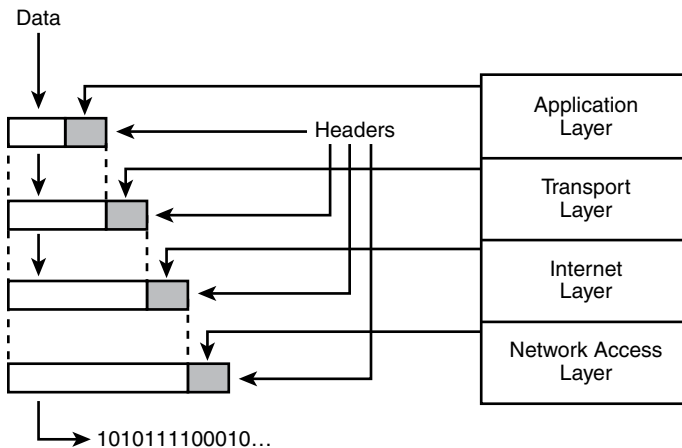 Data
Application
Layer
Headers
Transport
Layer
Internet
Layer
Network Access
Layer
1010111100010...